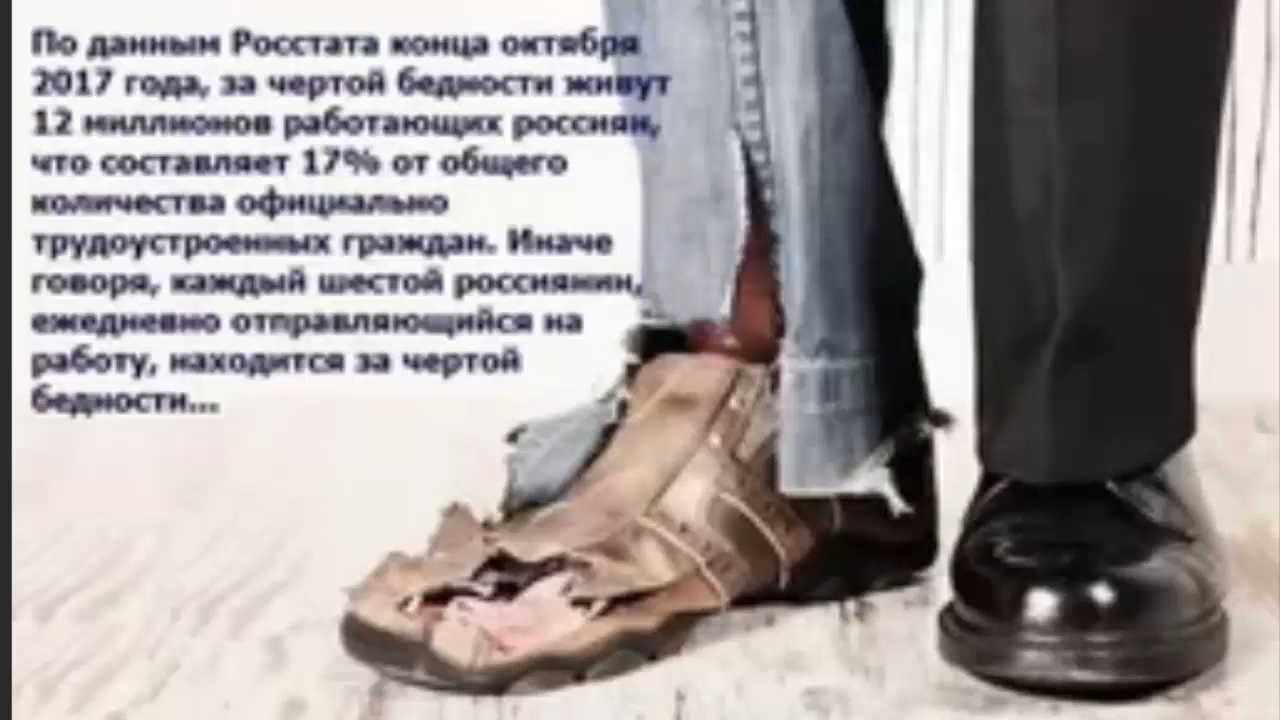 По данным Росстата конца октября
2017 года, за чертой бедности живут
12 миллионов работающих россиян,
что составляет 17% от общего
количества официально
трудоустроенных граждан. Иначе
говоря, каждый шестой россиянин,
ежедневно отправляющийся на
работу, находится за чертой
бедности...